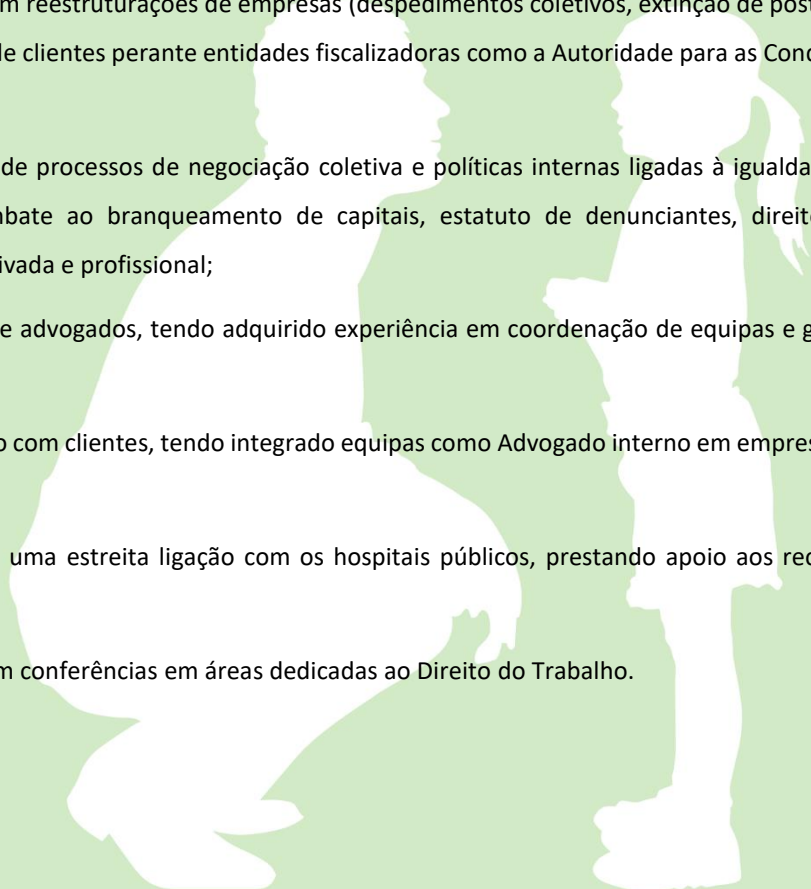 m reestruturações de empresas (despedimentos coletivos, extinção de post
de clientes perante entidades fiscalizadoras como a Autoridade para as Cond
de processos de negociação coletiva e políticas internas ligadas à igualda
bate ao branqueamento de capitais, estatuto de denunciantes, direit
ivada e profissional;
e advogados, tendo adquirido experiência em coordenação de equipas e g
o com clientes, tendo integrado equipas como Advogado interno em empres
uma estreita ligação com os hospitais públicos, prestando apoio aos rec
m conferências em áreas dedicadas ao Direito do Trabalho.